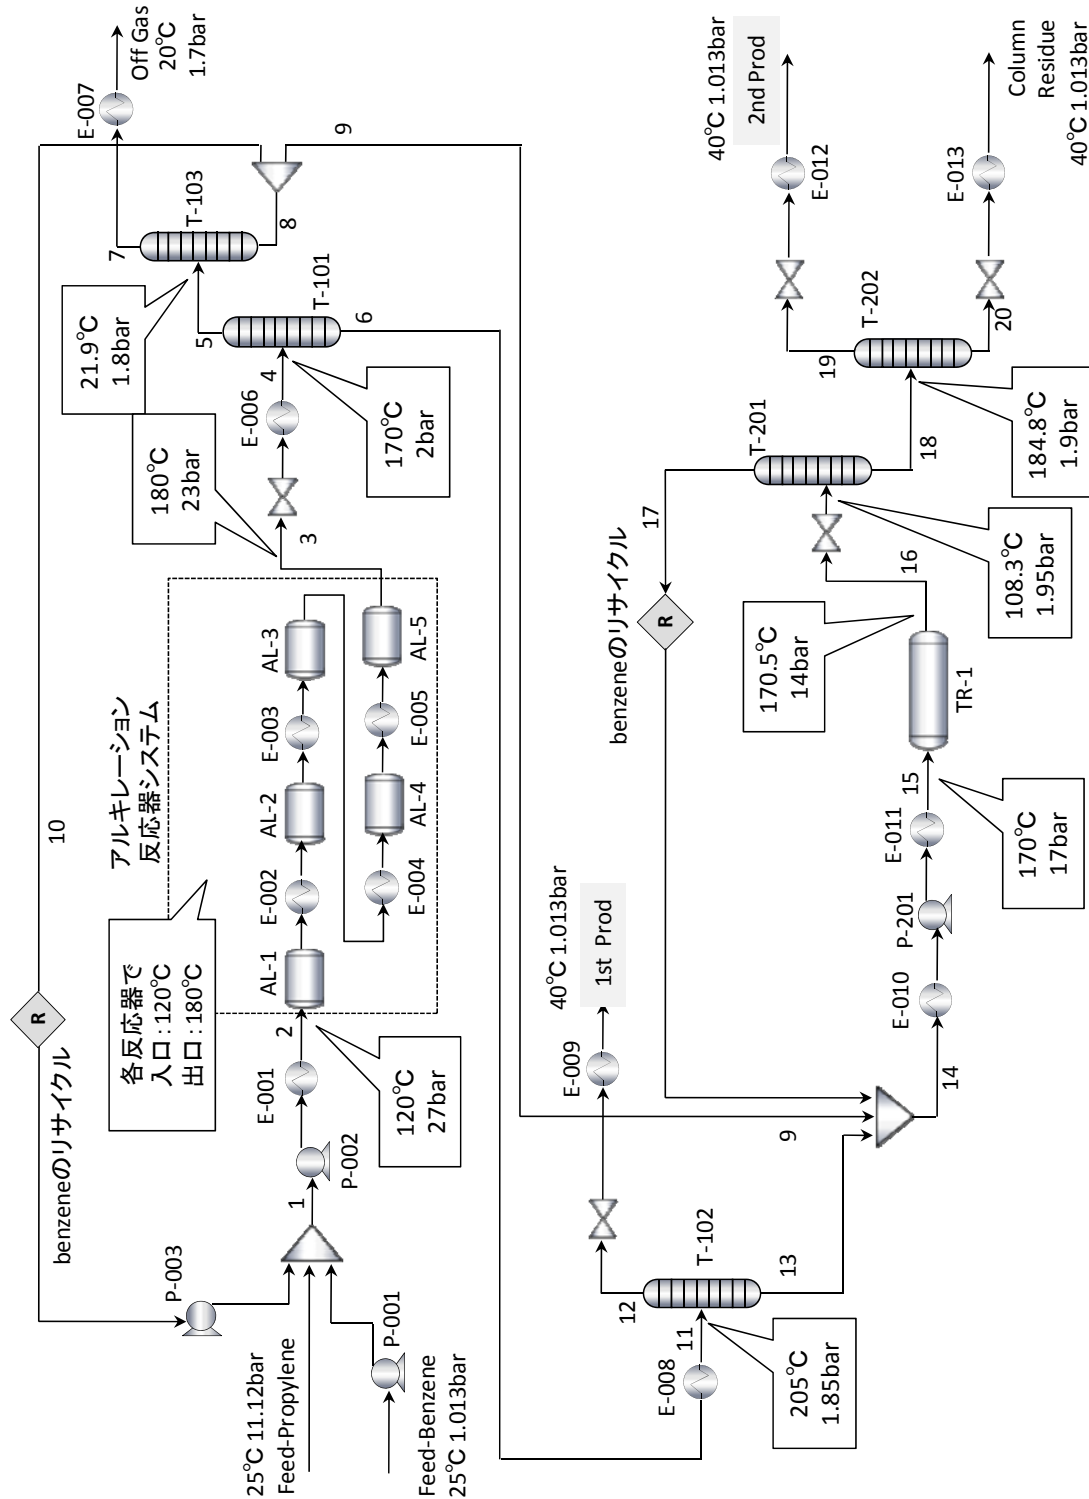 benzeneのリサイクル
R
10
各反応器で
入口：120℃
出口：180℃
アルキレーション
反応器システム
P-003
25℃ 11.12bar
Feed-Propylene
P-001
Feed-Benzene
25℃ 1.013bar
1
P-002
E-001
2
120℃
27bar
AL-1
E-002
AL-2
E-003
AL-3
E-004
AL-4
E-005
AL-5
3
180℃
23bar
E-006
4
170℃
2bar
T-101
5
6
21.9℃
1.8bar
T-103
7
8
9
E-007
Off Gas
20℃
1.7bar
E-008
11
205℃
1.85bar
T-102
12
13
E-009
40℃ 1.013bar
1st Prod
9
14
E-010
P-201
E-011
15
170℃
17bar
TR-1
16
170.5℃
14bar
benzeneのリサイクル
R
17
T-201
108.3℃
1.95bar
18
184.8℃
1.9bar
T-202
19
20
E-012
40℃ 1.013bar
2nd Prod
E-013
Column
Residue
40℃ 1.013bar